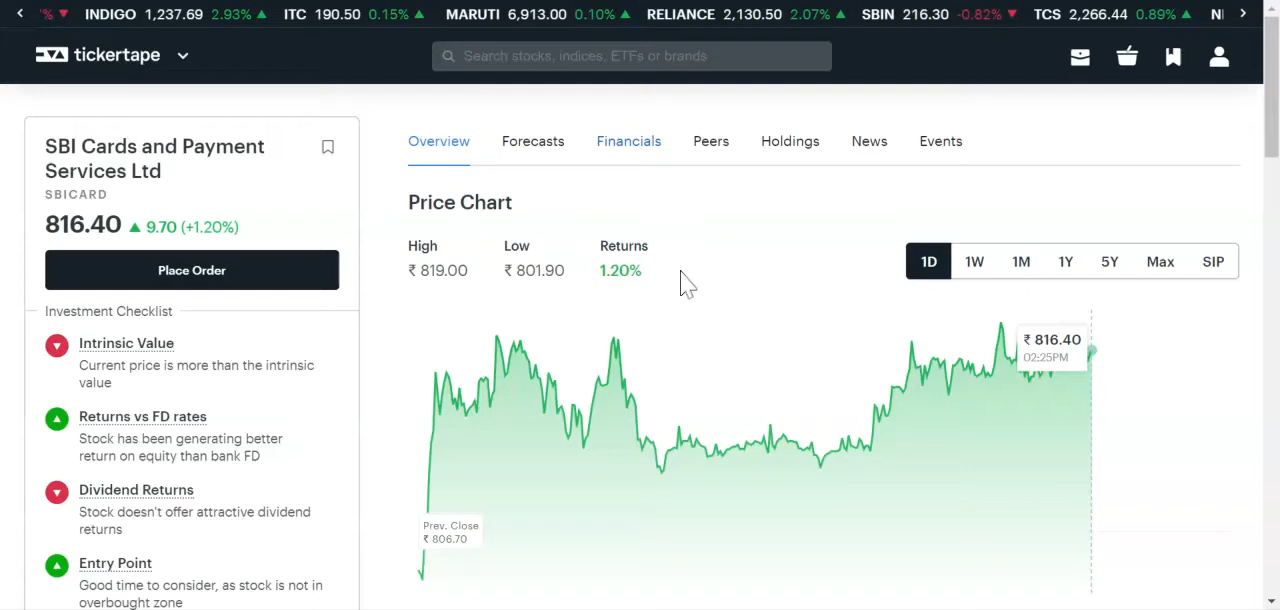 % ▼ INDIGO 1,237.69 2.93% ▲ ITC 190.50 0.15% ▲ MARUTI 6,913.00 0.10% ▲ RELIANCE 2,130.50 2.07% ▲ SBIN 216.30 -0.82% ▼ TCS 2,266.44 0.89% ▲
tickertape
Search stocks, indices, ETFs or brands
SBI Cards and Payment
Services Ltd
SBICARD
816.40 ▲ 9.70 (+1.20%)
Place Order
Investment Checklist
Intrinsic Value
Current price is more than the intrinsic
value
Returns vs FD rates
Stock has been generating better
return on equity than bank FD
Dividend Returns
Stock doesn't offer attractive dividend
returns
Entry Point
Good time to consider, as stock is not in
overbought zone
Overview Forecasts Financials Peers Holdings News Events
Price Chart
High Low Returns
₹ 819.00 ₹ 801.90 1.20%
1D 1W 1M 1Y 5Y Max SIP
₹ 816.40
02:25PM
Prev. Close
₹ 806.70